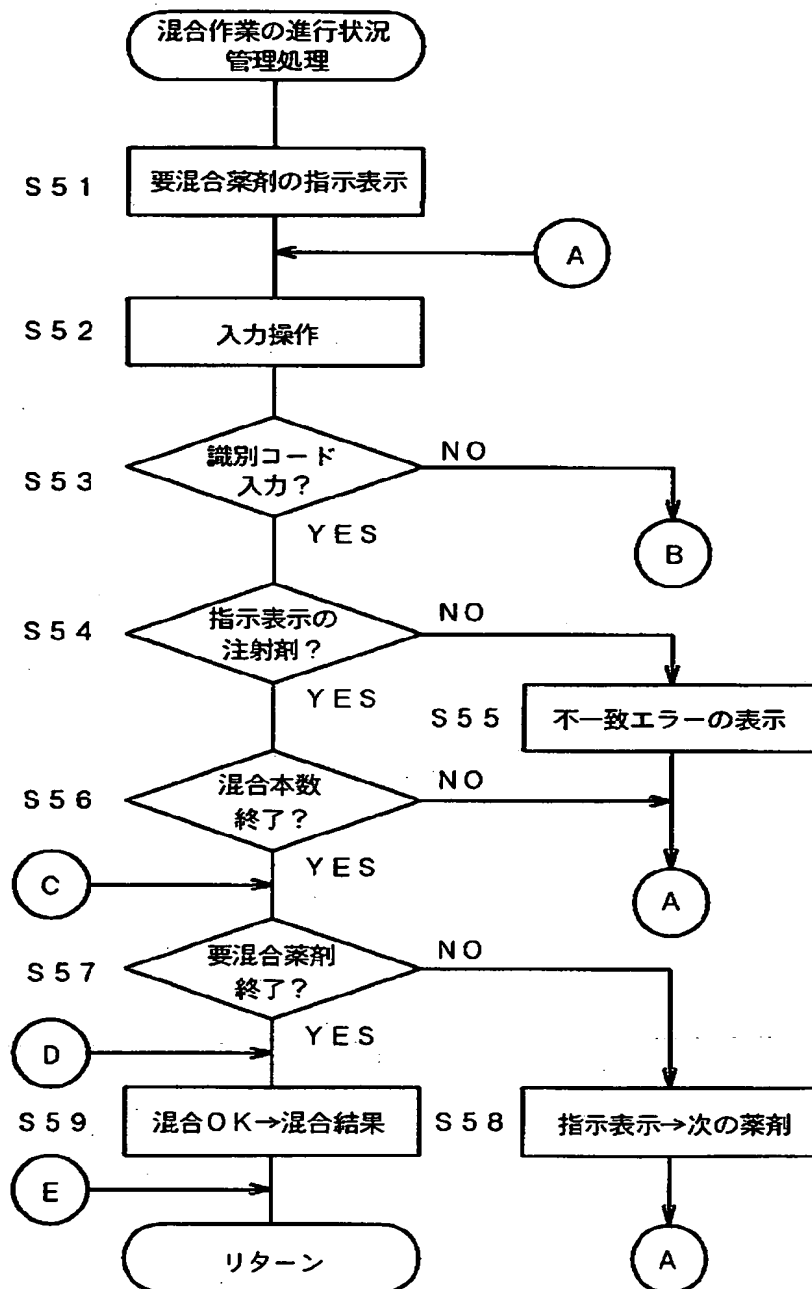 混合作業の進行状況
管理処理
S51
要混合薬剤の指示表示
A
S52
入力操作
S53
識別コード
入力？
NO
YES
B
S54
指示表示の
注射剤？
NO
YES
S55
不一致エラーの表示
S56
混合本数
終了？
NO
YES
C
A
S57
要混合薬剤
終了？
NO
YES
D
S59
混合OK→混合結果
S58
指示表示→次の薬剤
E
リターン
A